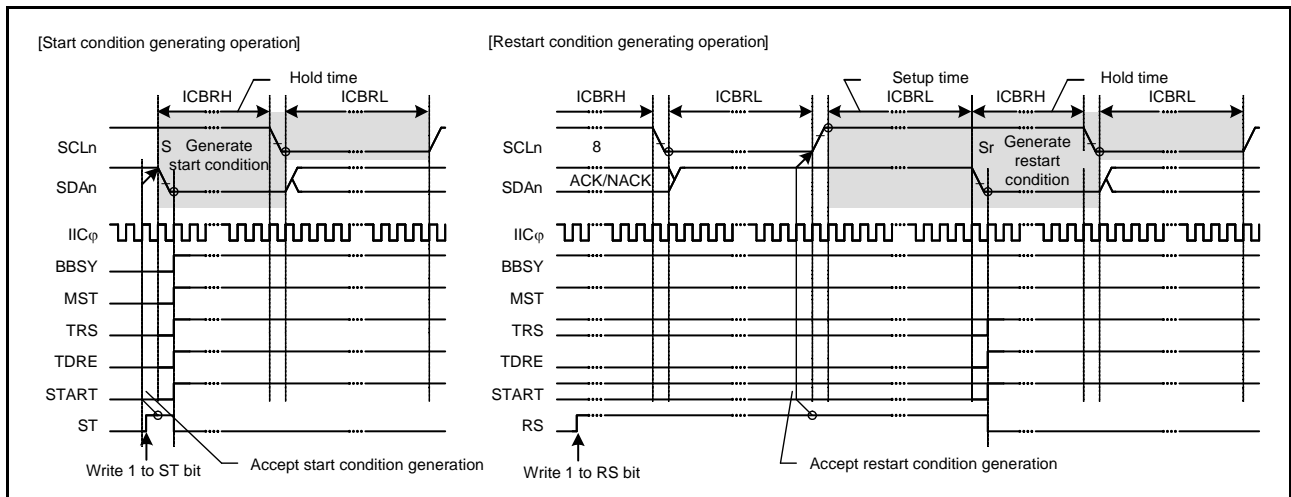 [Start condition generating operation]
Hold time
ICBRH
ICBRL
SCLn
S Generate
start condition
SDAn
IICφ
BBSY
MST
TRS
TDRE
START
ST
Write 1 to ST bit
Accept start condition generation
[Restart condition generating operation]
Setup time
Hold time
ICBRH
ICBRL
ICBRL
ICBRH
ICBRL
SCLn
8
Sr Generate
restart
condition
SDAn
ACK/NACK
IICφ
BBSY
MST
TRS
TDRE
START
RS
Write 1 to RS bit
Accept restart condition generation